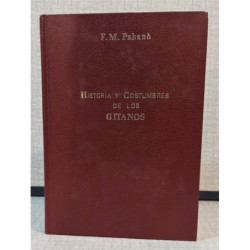 F. M. Pabanó
HISTORIA Y COSTUMBRES
DE LOS
GITANOS